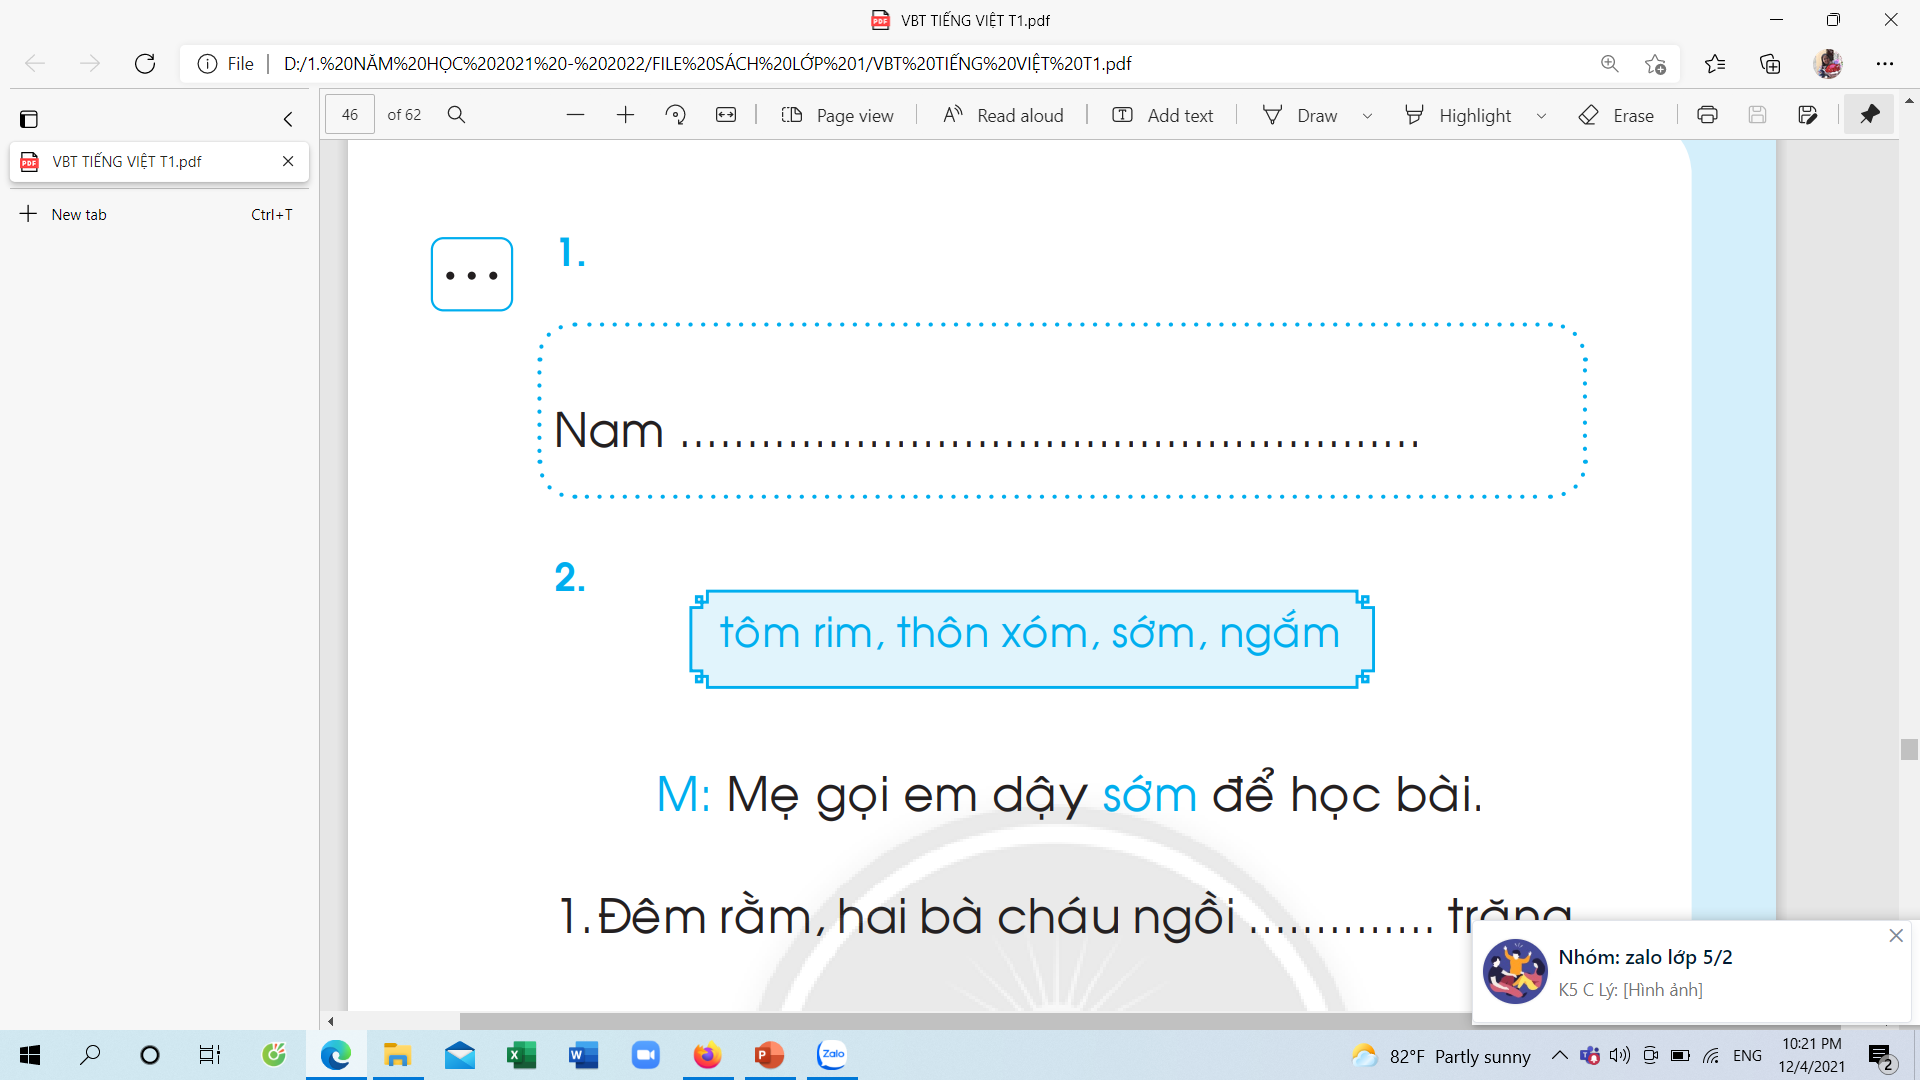 VBT TIẾNG VIỆT T1.pdf
File
D:/1.%20NĂM%20HỌC%202021%20-%202022/FILE%20SÁCH%20LỚP%201/VBT%20TIẾNG%20VIỆT%20T1.pdf
46 of 62
Page view
Read aloud
Add text
Draw
Highlight
Erase
VBT TIẾNG VIỆT T1.pdf
New tab Ctrl+T
...
1.
Nam ......................................................
2.
tôm rim, thôn xóm, sớm, ngắm
M: Mẹ gọi em dậy sớm để học bài.
1. Đêm rằm, hai bà cháu ngồi .............. trăng
Nhóm: zalo lớp 5/2
K5 C Lý: [Hình ảnh]
Zalo
82°F Partly sunny
ENG
10:21 PM
12/4/2021
2